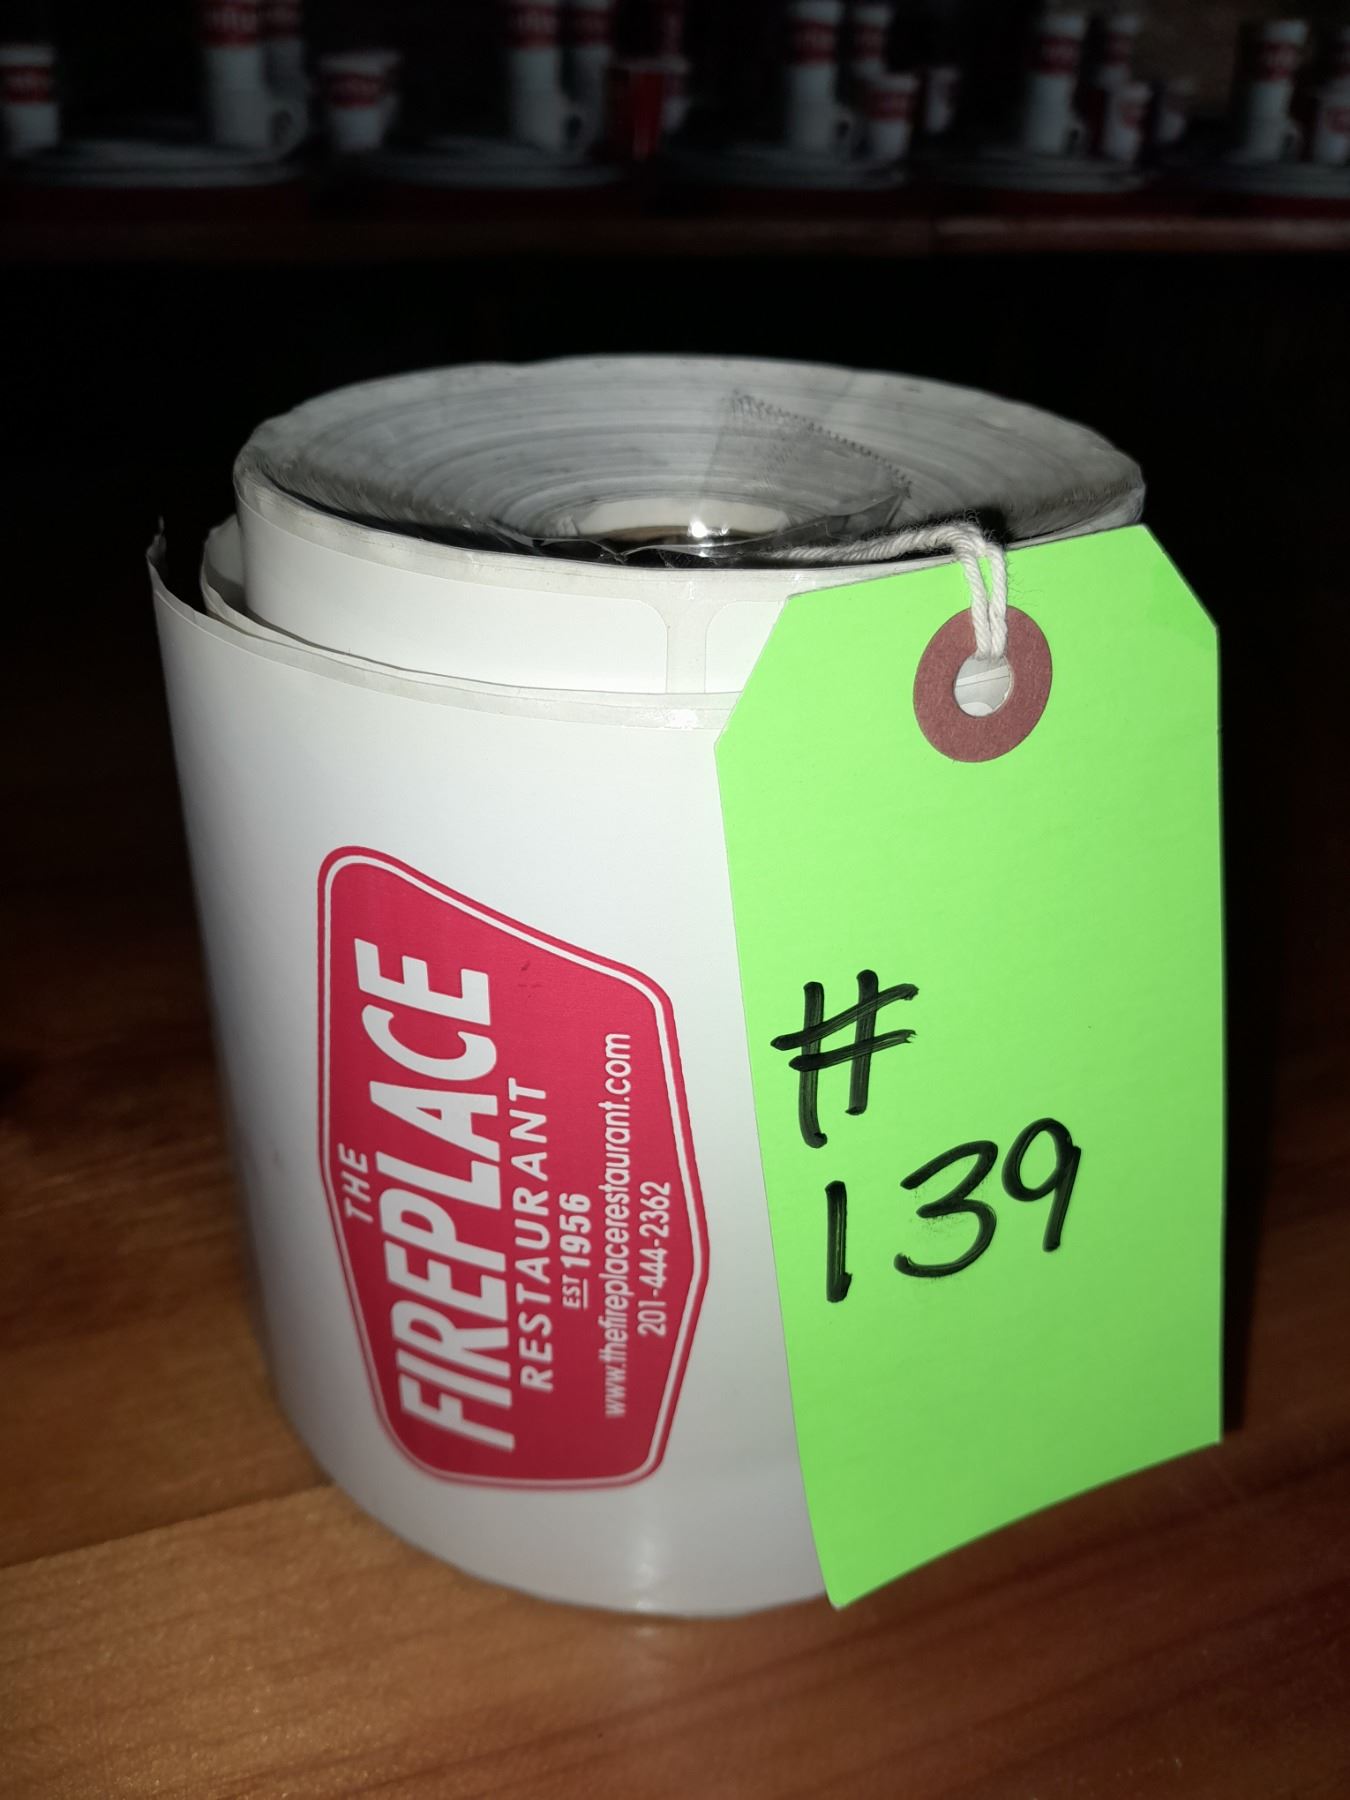 THE
FIREPLACE
RESTAURANT
EST 1956
www.thefireplacerestaurant.com
201-444-2362
#
139